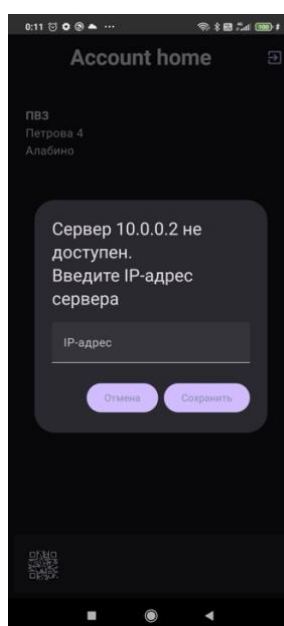 0:11
100
Account home
ПВЗ
Петрова 4
Алабино
Сервер 10.0.0.2 не
доступен.
Введите IP-адрес
сервера
IP-адрес
Отмена
Сохранить